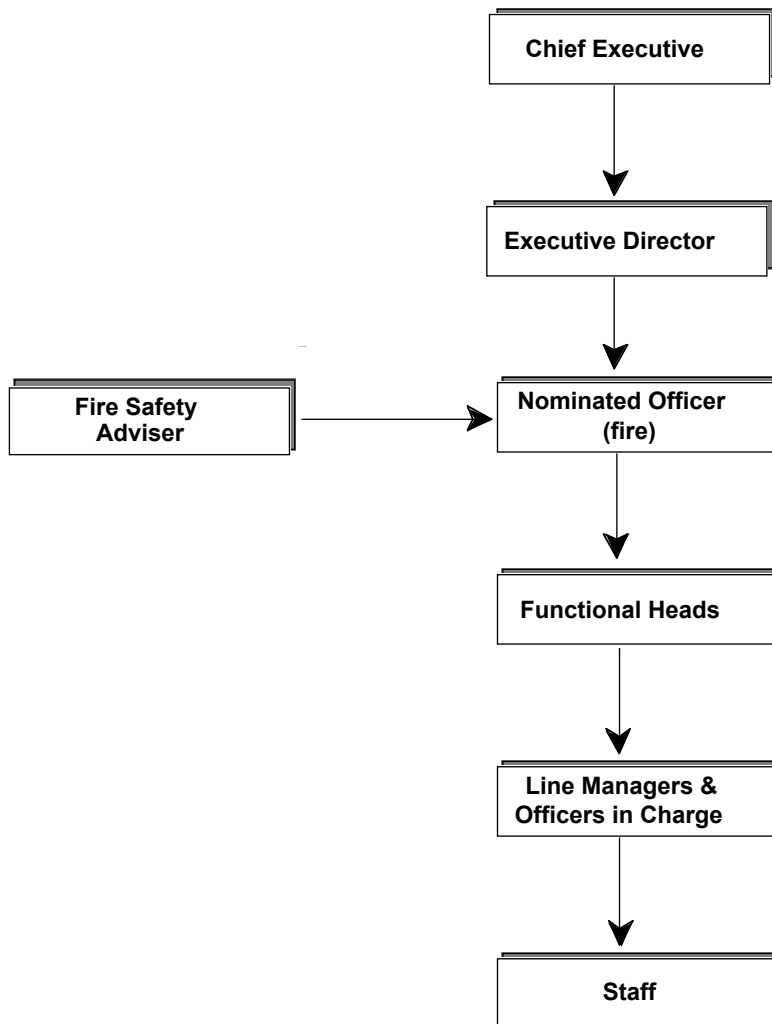 Chief Executive
Executive Director
Fire Safety
Adviser
Nominated Officer
(fire)
Functional Heads
Line Managers &
Officers in Charge
Staff